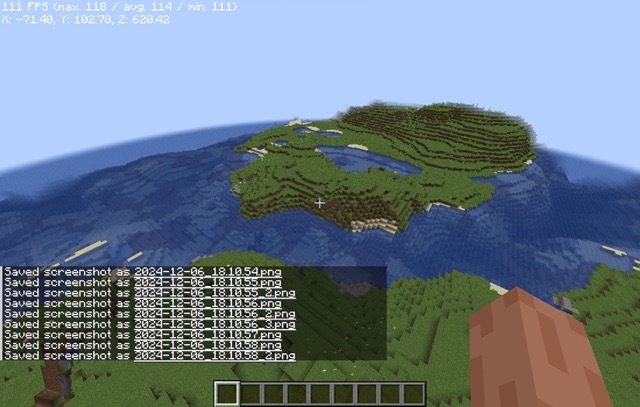 111 FPS (max. 118 / avg. 114 / min. 111)
X: -71.40, Y: 102.78, Z: 620.42
Saved screenshot as 2024-12-06_18.10.54.png
Saved screenshot as 2024-12-06_18.10.55.png
Saved screenshot as 2024-12-06_18.10.55_2.png
Saved screenshot as 2024-12-06_18.10.56.png
Saved screenshot as 2024-12-06_18.10.56_2.png
Saved screenshot as 2024-12-06_18.10.56_3.png
Saved screenshot as 2024-12-06_18.10.57.png
Saved screenshot as 2024-12-06_18.10.58.png
Saved screenshot as 2024-12-06_18.10.58_2.png